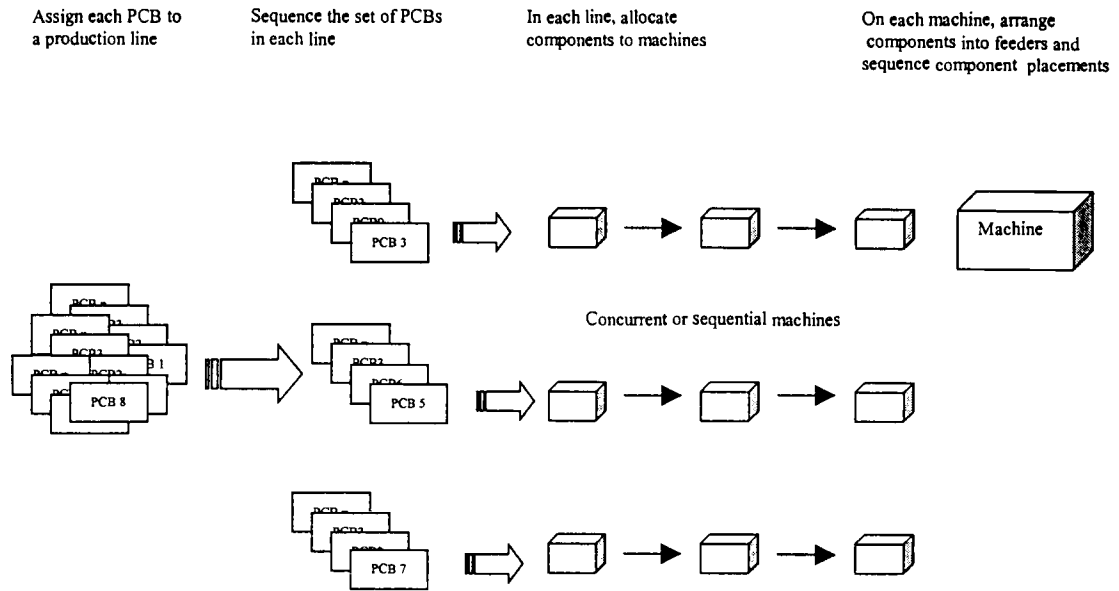 Assign each PCB to
a production line
Sequence the set of PCBs
in each line
In each line, allocate
components to machines
On each machine, arrange
components into feeders and
sequence component placements
PCB 3
Machine
Concurrent or sequential machines
PCB 8
PCB 5
PCB 7